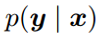 p(y | x)